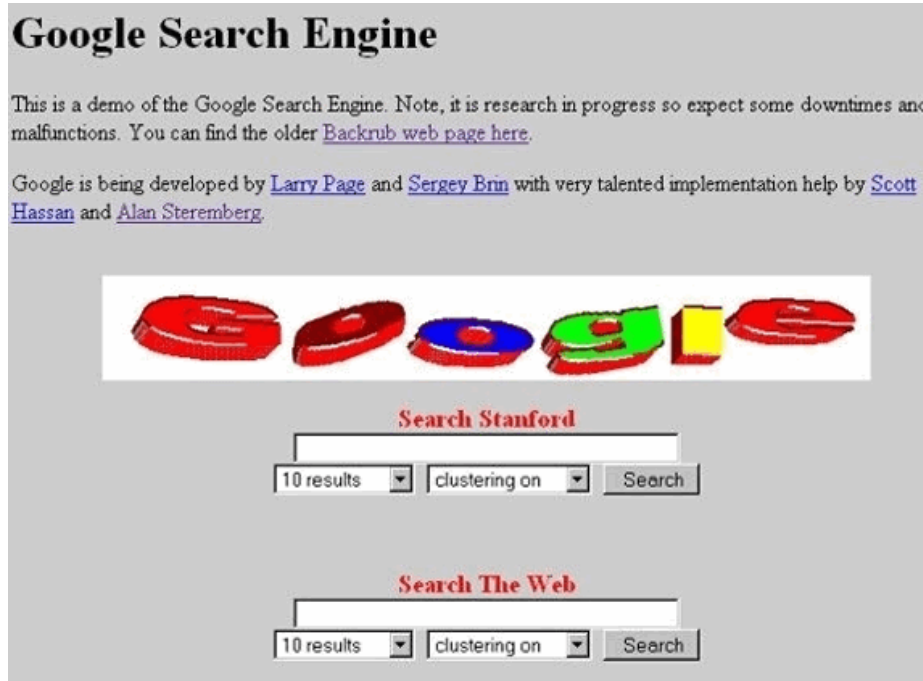 Google Search Engine
This is a demo of the Google Search Engine. Note, it is research in progress so expect some downtimes and
malfunctions. You can find the older Backrub web page here.
Google is being developed by Larry Page and Sergey Brin with very talented implementation help by Scott
Hassan and Alan Steremberg.
Google
Search Stanford
10 results clustering on Search
Search The Web
10 results clustering on Search